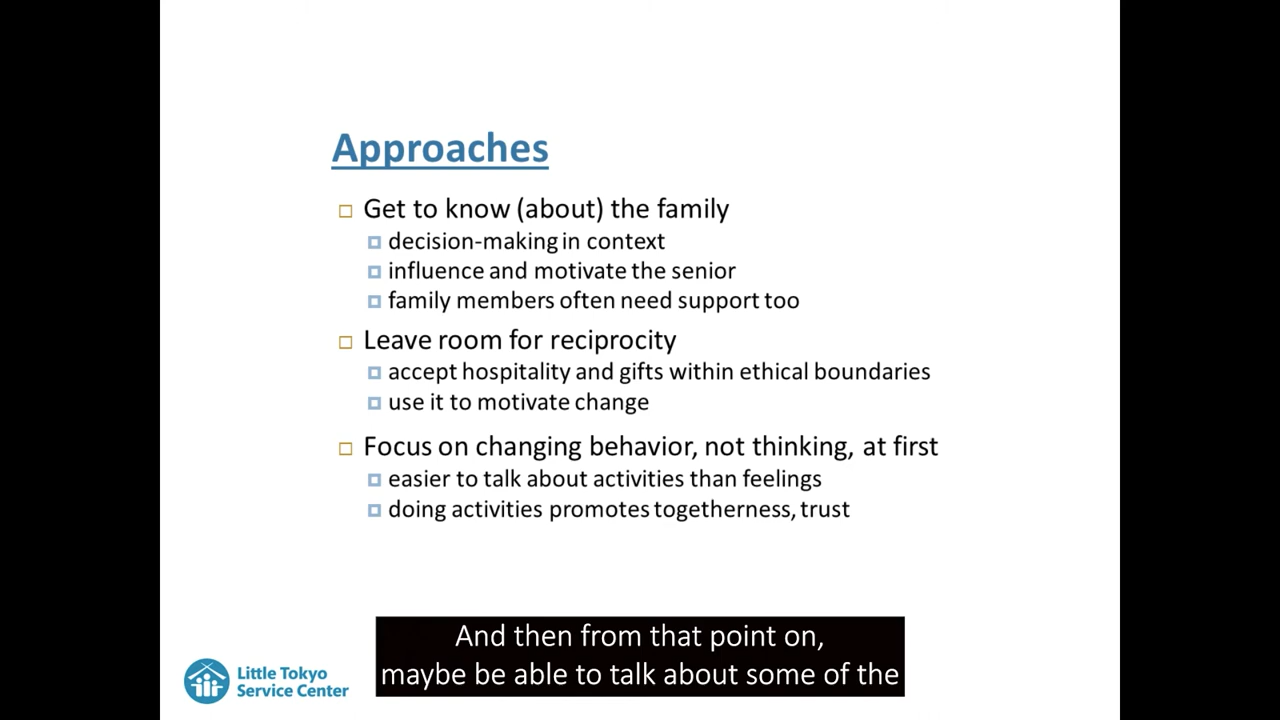 Approaches
Get to know (about) the family
decision-making in context
influence and motivate the senior
family members often need support too
Leave room for reciprocity
accept hospitality and gifts within ethical boundaries
use it to motivate change
Focus on changing behavior, not thinking, at first
easier to talk about activities than feelings
doing activities promotes togetherness, trust
And then from that point on,
maybe be able to talk about some of the
Little Tokyo
Service Center